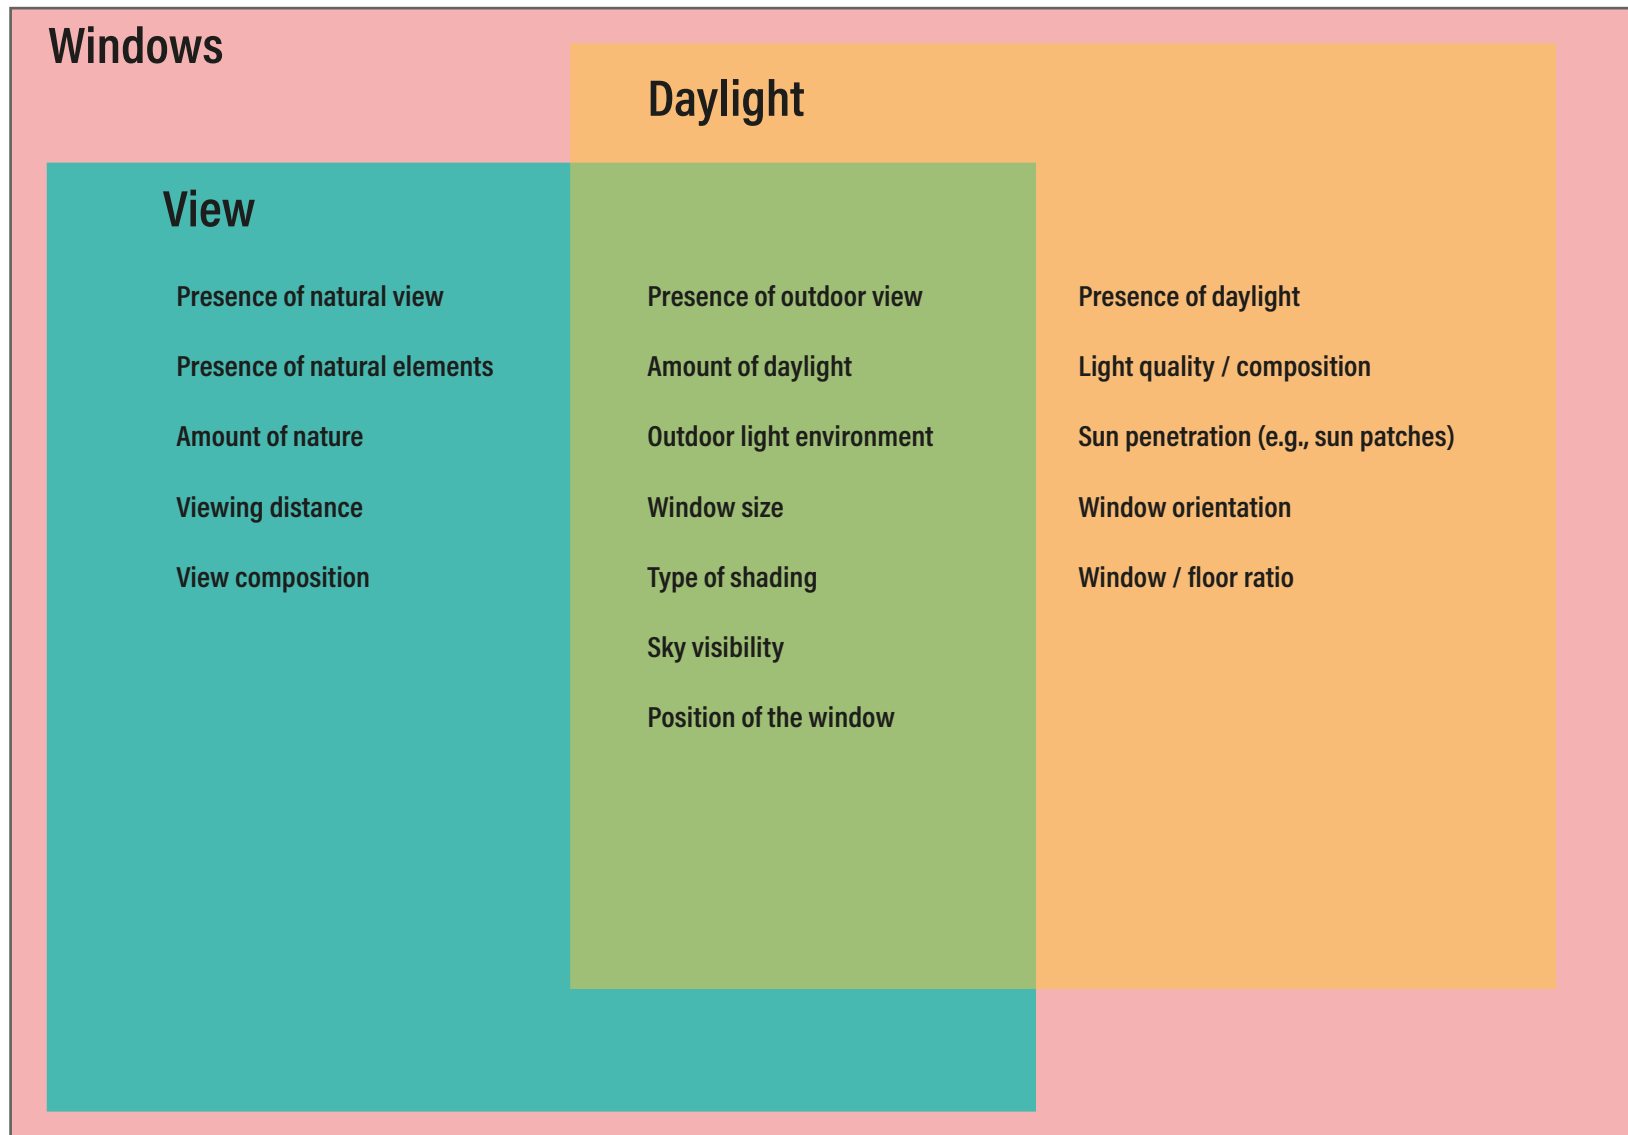 Windows
Daylight
View
Presence of natural view
Presence of natural elements
Amount of nature
Viewing distance
View composition
Presence of outdoor view
Amount of daylight
Outdoor light environment
Window size
Type of shading
Sky visibility
Position of the window
Presence of daylight
Light quality / composition
Sun penetration (e.g., sun patches)
Window orientation
Window / floor ratio